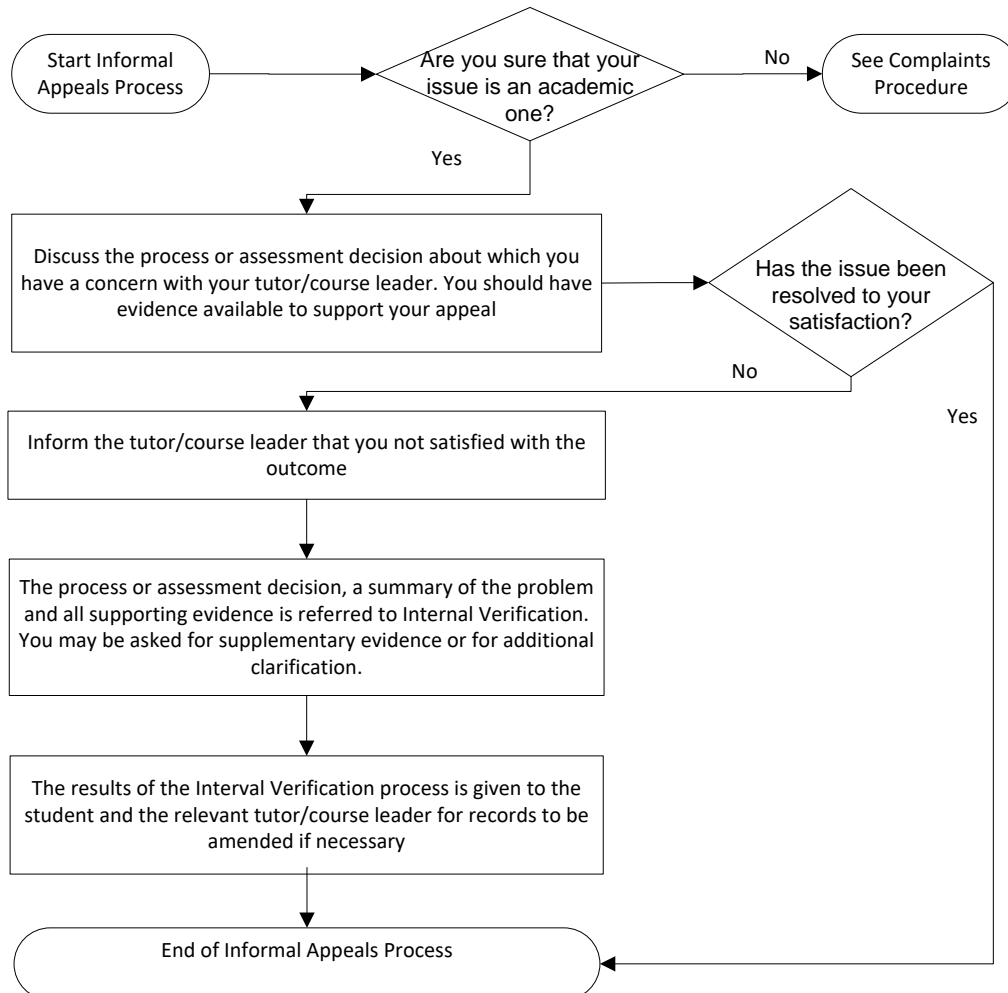 Start Informal
Appeals Process
Are you sure that your
issue is an academic
one?
No
See Complaints
Procedure
Yes
Discuss the process or assessment decision about which you
have a concern with your tutor/course leader. You should have
evidence available to support your appeal
Has the issue been
resolved to your
satisfaction?
No
Yes
Inform the tutor/course leader that you not satisfied with the
outcome
The process or assessment decision, a summary of the problem
and all supporting evidence is referred to Internal Verification.
You may be asked for supplementary evidence or for additional
clarification.
The results of the Interval Verification process is given to the
student and the relevant tutor/course leader for records to be
amended if necessary
End of Informal Appeals Process